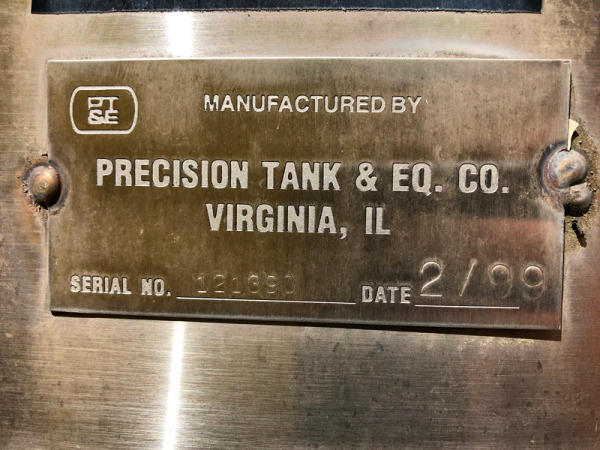 PT
&E
MANUFACTURED BY
PRECISION TANK & EQ. CO.
VIRGINIA, IL
SERIAL NO. DATE 2/99